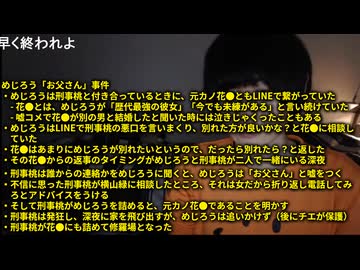 早く終われよ
めじろう「お父さん」事件
・めじろうは刑事桃と付き合っているときに、元カノ花●ともLINEで繋がっていた
- 花●とは、めじろうが「歴代最強の彼女」「今でも未練がある」と言い続けていた
- 嘘コメで花●が別の男と結婚したと聞いた時には泣きじゃくったこともある
・めじろうはLINEで刑事桃の悪口を言いまくり、別れた方が良いかな?と花●に相談し
ていた
・花●はあまりにめじろうが別れたいというので、だったら別れたら?と返した
・その花●からの返事のタイミングがめじろうと刑事桃が二人で一緒にいる深夜
・刑事桃は誰からの連絡かをめじろうに聞くと、めじろうは「お父さん」と嘘をつく
・不信に思った刑事桃が横山緑に相談したところ、それは女だから折り返し電話してみ
ろとアドバイスをうける
・そして刑事桃がめじろうを詰めると、元カノ花●であることを明かす
・刑事桃は発狂し、深夜に家を飛び出すが、めじろうは追いかけず(後にチエが保護)
・刑事桃が花●にも詰めて修羅場となった